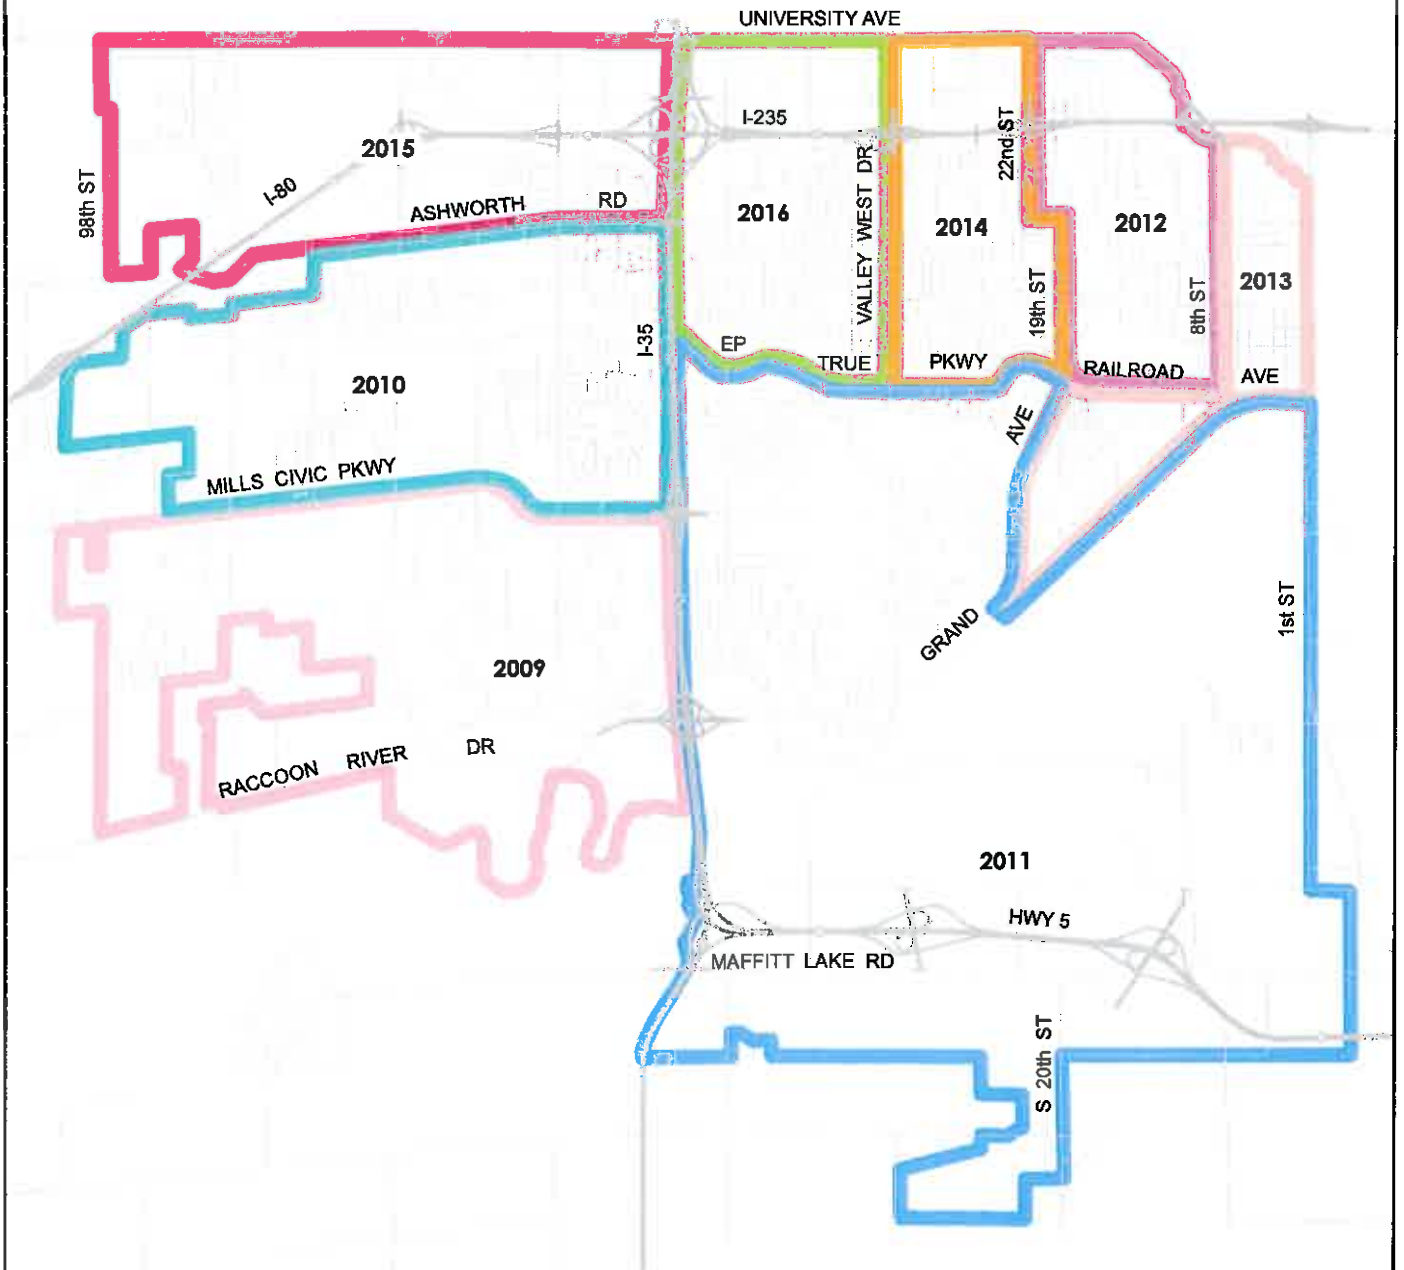 UNIVERSITY AVE
I-235
2015
98th ST
I-80
ASHWORTH RD
2016
VALLEY WEST DR
22nd ST
2014
2012
19th ST
8th ST
2013
I-35
2010
EP TRUE PKWY
RAILROAD AVE
MILLS CIVIC PKWY
GRAND AVE
1st ST
2009
RACCOON RIVER DR
2011
HWY 5
MAFFITT LAKE RD
S 20th ST